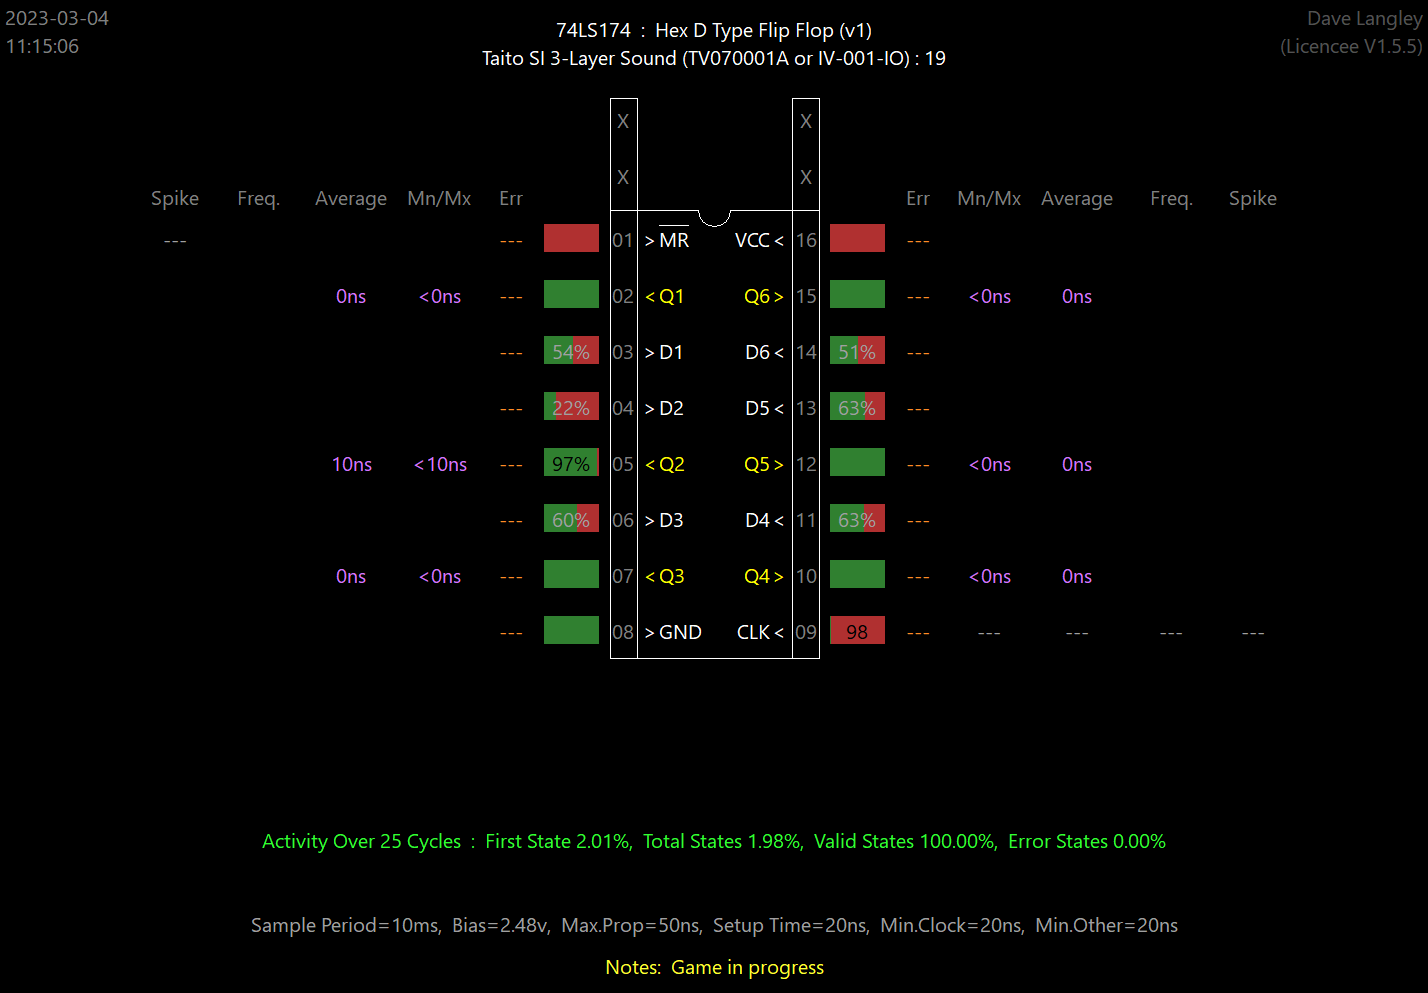 2023-03-04
11:15:06
74LS174 : Hex D Type Flip Flop (v1)
Taito SI 3-Layer Sound (TV070001A or IV-001-IO) : 19
Dave Langley
(Licencee V1.5.5)
X X
X X
Spike Freq. Average Mn/Mx Err Err Mn/Mx Average Freq. Spike
--- --- 01 >MR VCC< 16 ---
0ns <0ns --- 02 <Q1 Q6> 15 --- <0ns 0ns
--- 54% 03 >D1 D6< 14 51% ---
--- 22% 04 >D2 D5< 13 63% ---
10ns <10ns --- 97% 05 <Q2 Q5> 12 --- <0ns 0ns
--- 60% 06 >D3 D4< 11 63% ---
0ns <0ns --- 07 <Q3 Q4> 10 --- <0ns 0ns
--- 08 >GND CLK< 09 98 --- --- --- --- ---
Activity Over 25 Cycles : First State 2.01%, Total States 1.98%, Valid States 100.00%, Error States 0.00%
Sample Period=10ms, Bias=2.48v, Max.Prop=50ns, Setup Time=20ns, Min.Clock=20ns, Min.Other=20ns
Notes: Game in progress